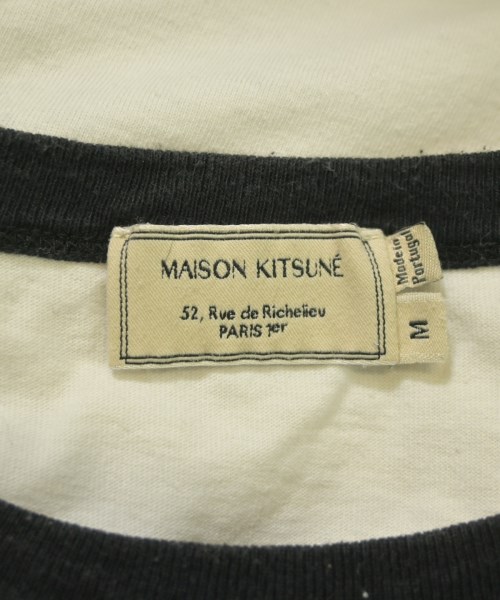 MAISON KITSUNÉ
52, Rue de Richelieu
PARIS 1er
Made in
Portugal
M